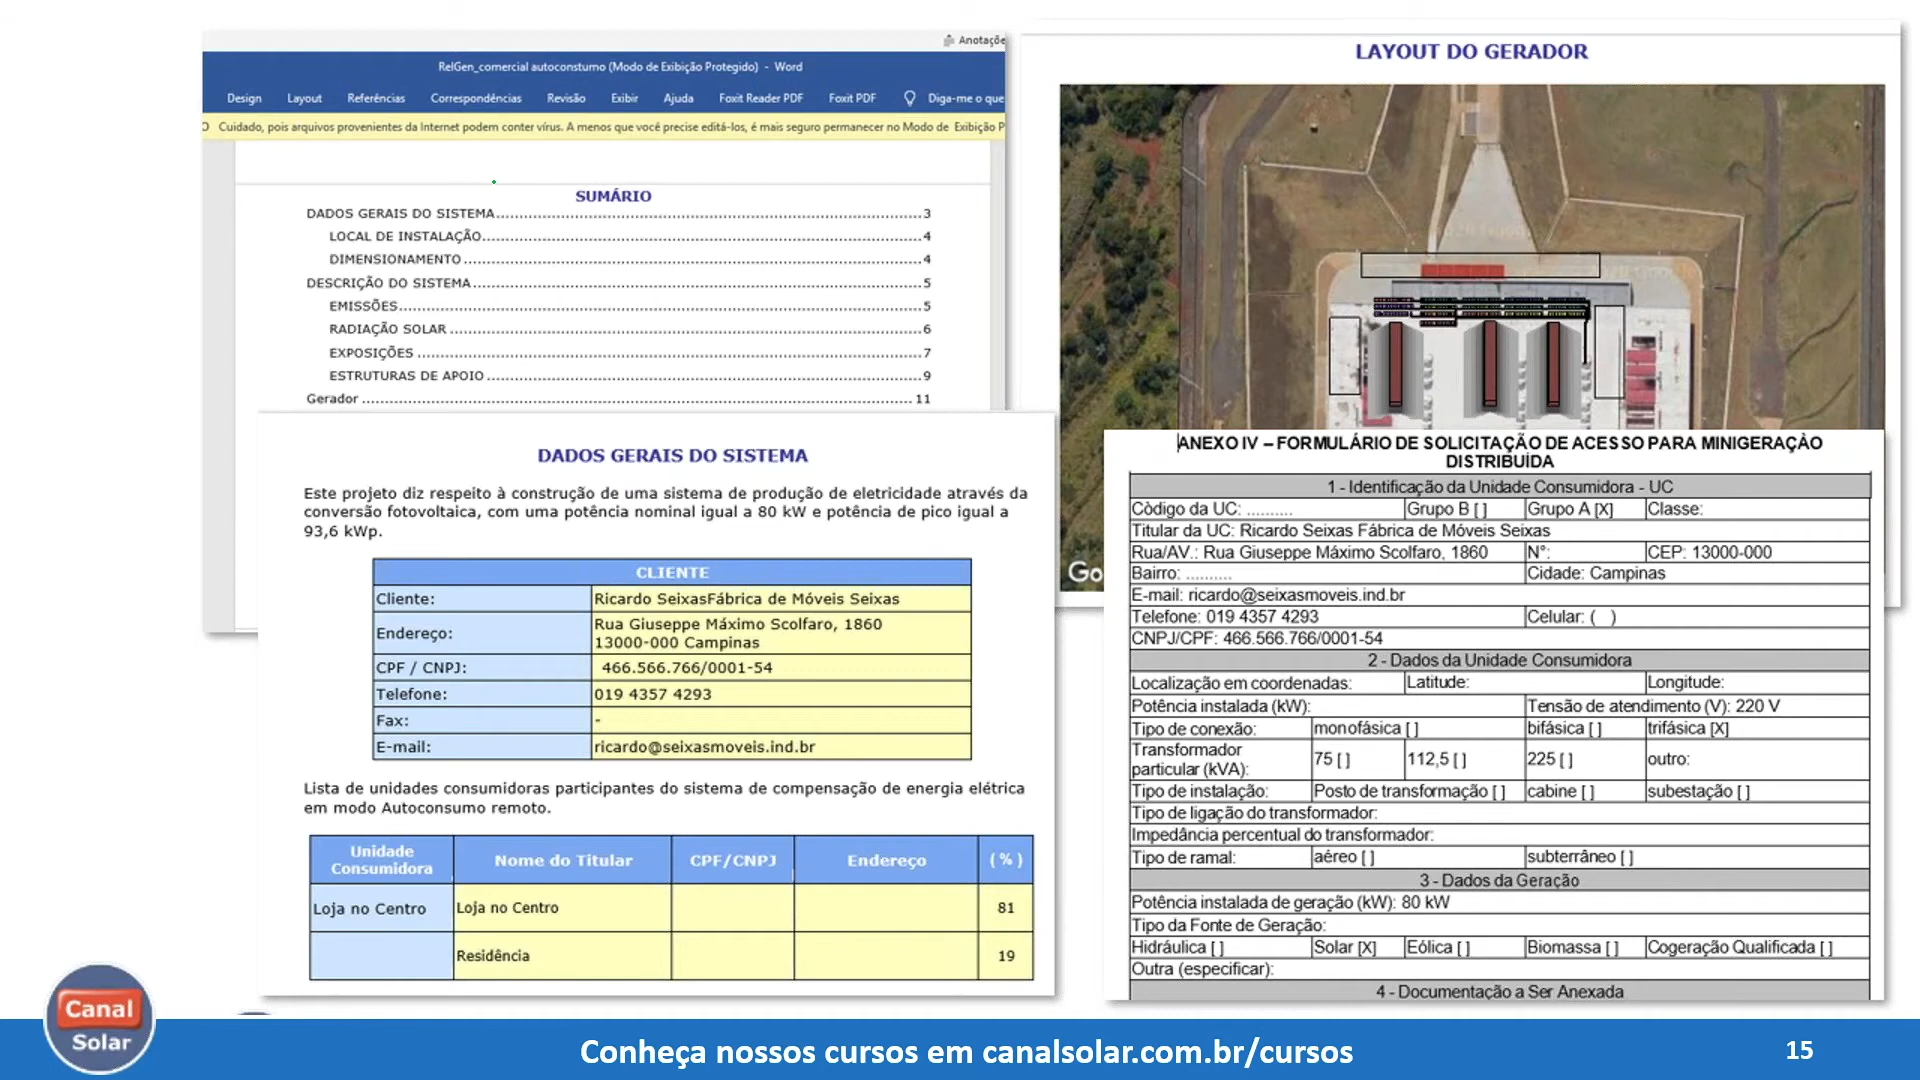 Anotaçõe
RelGen_comercial autoconstumo (Modo de Exibição Protegido) - Word
Design Layout Referências Correspondências Revisão Exibir Ajuda Foxit Reader PDF Foxit PDF Diga-me o que
Cuidado, pois arquivos provenientes da Internet podem conter vírus. A menos que você precise editá-los, é mais seguro permanecer no Modo de Exibição P
SUMÁRIO
DADOS GERAIS DO SISTEMA 3
LOCAL DE INSTALAÇÃO 4
DIMENSIONAMENTO 4
DESCRIÇÃO DO SISTEMA 5
EMISSÕES 5
RADIAÇÃO SOLAR 6
EXPOSIÇÕES 7
ESTRUTURAS DE APOIO 9
Gerador 11
DADOS GERAIS DO SISTEMA
Este projeto diz respeito à construção de uma sistema de produção de eletricidade através da
conversão fotovoltaica, com uma potência nominal igual a 80 kW e potência de pico igual a
93,6 kWp.
CLIENTE
Cliente: Ricardo SeixasFábrica de Móveis Seixas
Endereço: Rua Giuseppe Máximo Scolfaro, 1860
13000-000 Campinas
CPF / CNPJ: 466.566.766/0001-54
Telefone: 019 4357 4293
Fax: -
E-mail: ricardo@seixasmoveis.ind.br
Lista de unidades consumidoras participantes do sistema de compensação de energia elétrica
em modo Autoconsumo remoto.
Unidade Consumidora Nome do Titular CPF/CNPJ Endereço (%)
Loja no Centro Loja no Centro 81
Residência 19
LAYOUT DO GERADOR
Go
ANEXO IV – FORMULÁRIO DE SOLICITAÇÃO DE ACESSO PARA MINIGERAÇÃO
DISTRIBUÍDA
1 - Identificação da Unidade Consumidora - UC
Còdigo da UC: .......... Grupo B [ ] Grupo A [X] Classe:
Titular da UC: Ricardo Seixas Fábrica de Móveis Seixas
Rua/AV.: Rua Giuseppe Máximo Scolfaro, 1860 N°: CEP: 13000-000
Bairro: .......... Cidade: Campinas
E-mail: ricardo@seixasmoveis.ind.br
Telefone: 019 4357 4293 Celular: ( )
CNPJ/CPF: 466.566.766/0001-54
2 - Dados da Unidade Consumidora
Localização em coordenadas: Latitude: Longitude:
Potência instalada (kW): Tensão de atendimento (V): 220 V
Tipo de conexão: monofásica [ ] bifásica [ ] trifásica [X]
Transformador particular (kVA): 75 [ ] 112,5 [ ] 225 [ ] outro:
Tipo de instalação: Posto de transformação [ ] cabine [ ] subestação [ ]
Tipo de ligação do transformador:
Impedância percentual do transformador:
Tipo de ramal: aéreo [ ] subterrâneo [ ]
3 - Dados da Geração
Potência instalada de geração (kW): 80 kW
Tipo da Fonte de Geração:
Hidráulica [ ] Solar [X] Eólica [ ] Biomassa [ ] Cogeração Qualificada [ ]
Outra (especificar):
4 - Documentação a Ser Anexada
Canal
Solar
Conheça nossos cursos em canalsolar.com.br/cursos
15